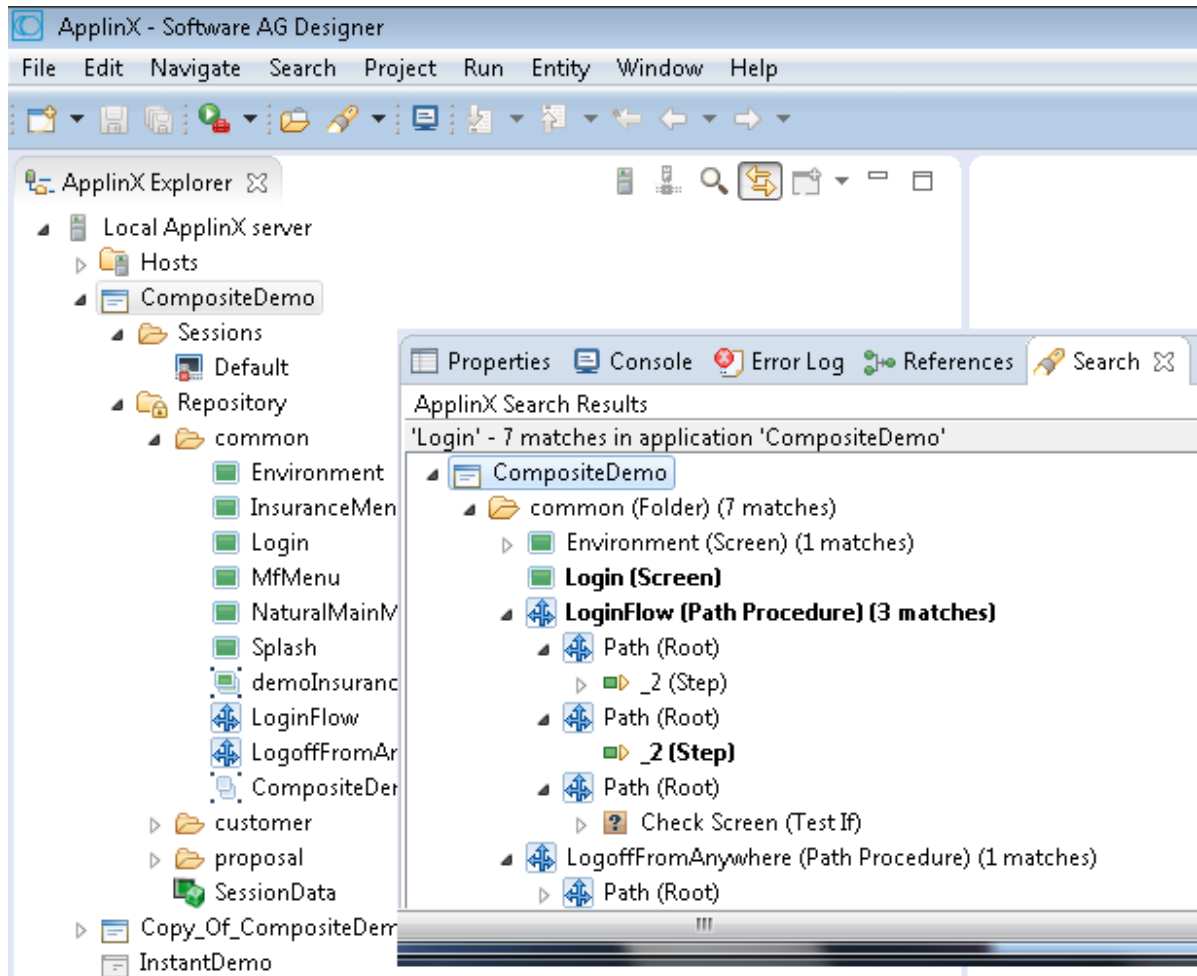 ApplinX - Software AG Designer
File Edit Navigate Search Project Run Entity Window Help
ApplinX Explorer
Local ApplinX server
Hosts
CompositeDemo
Sessions
Default
Repository
common
Environment
InsuranceMen
Login
MfMenu
NaturalMainM
Splash
demoInsuranc
LoginFlow
LogoffFromAn
CompositeDer
customer
proposal
SessionData
Copy_Of_CompositeDem
InstantDemo
Properties Console Error Log References Search
ApplinX Search Results
'Login' - 7 matches in application 'CompositeDemo'
CompositeDemo
common (Folder) (7 matches)
Environment (Screen) (1 matches)
Login (Screen)
LoginFlow (Path Procedure) (3 matches)
Path (Root)
_2 (Step)
Path (Root)
_2 (Step)
Path (Root)
Check Screen (Test If)
LogoffFromAnywhere (Path Procedure) (1 matches)
Path (Root)